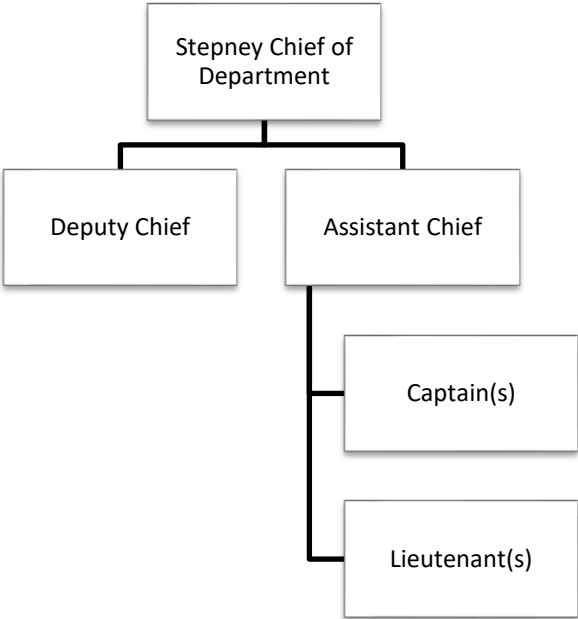 Stepney Chief of
Department
Deputy Chief
Assistant Chief
Captain(s)
Lieutenant(s)